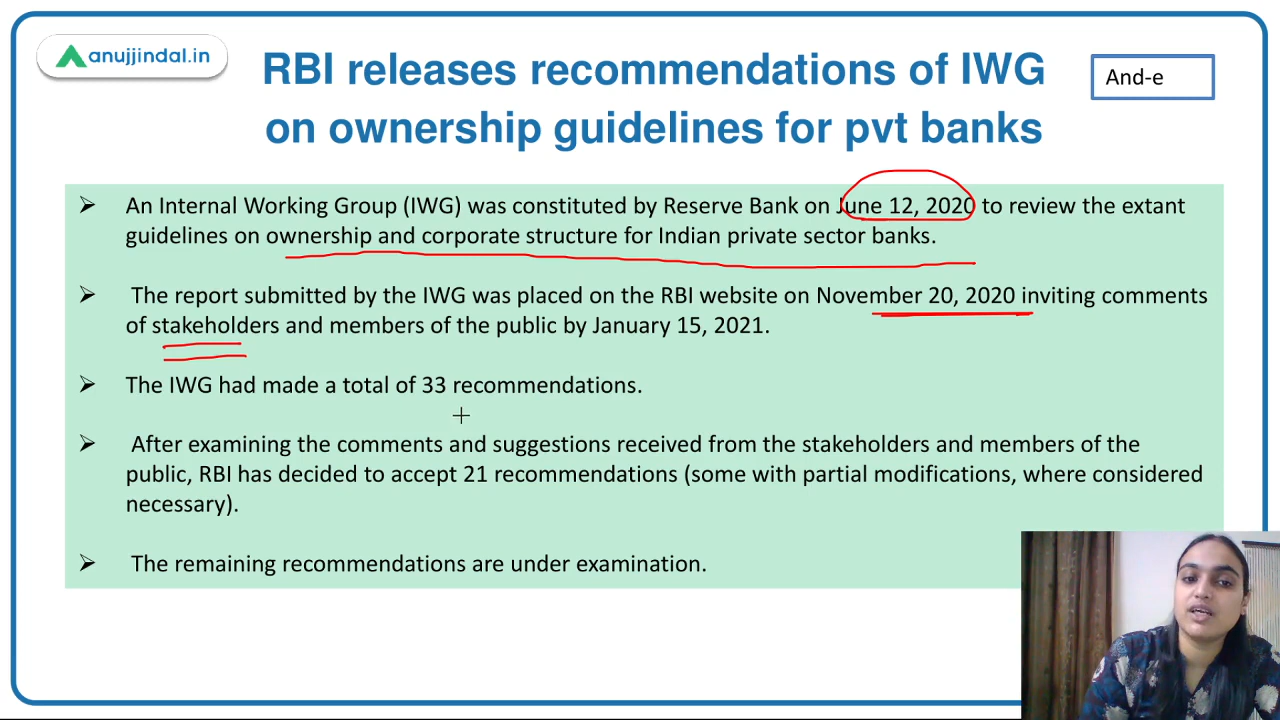 anujjindal.in
RBI releases recommendations of IWG
on ownership guidelines for pvt banks
And-e
An Internal Working Group (IWG) was constituted by Reserve Bank on June 12, 2020 to review the extant
guidelines on ownership and corporate structure for Indian private sector banks.
The report submitted by the IWG was placed on the RBI website on November 20, 2020 inviting comments
of stakeholders and members of the public by January 15, 2021.
The IWG had made a total of 33 recommendations.
After examining the comments and suggestions received from the stakeholders and members of the
public, RBI has decided to accept 21 recommendations (some with partial modifications, where considered
necessary).
The remaining recommendations are under examination.